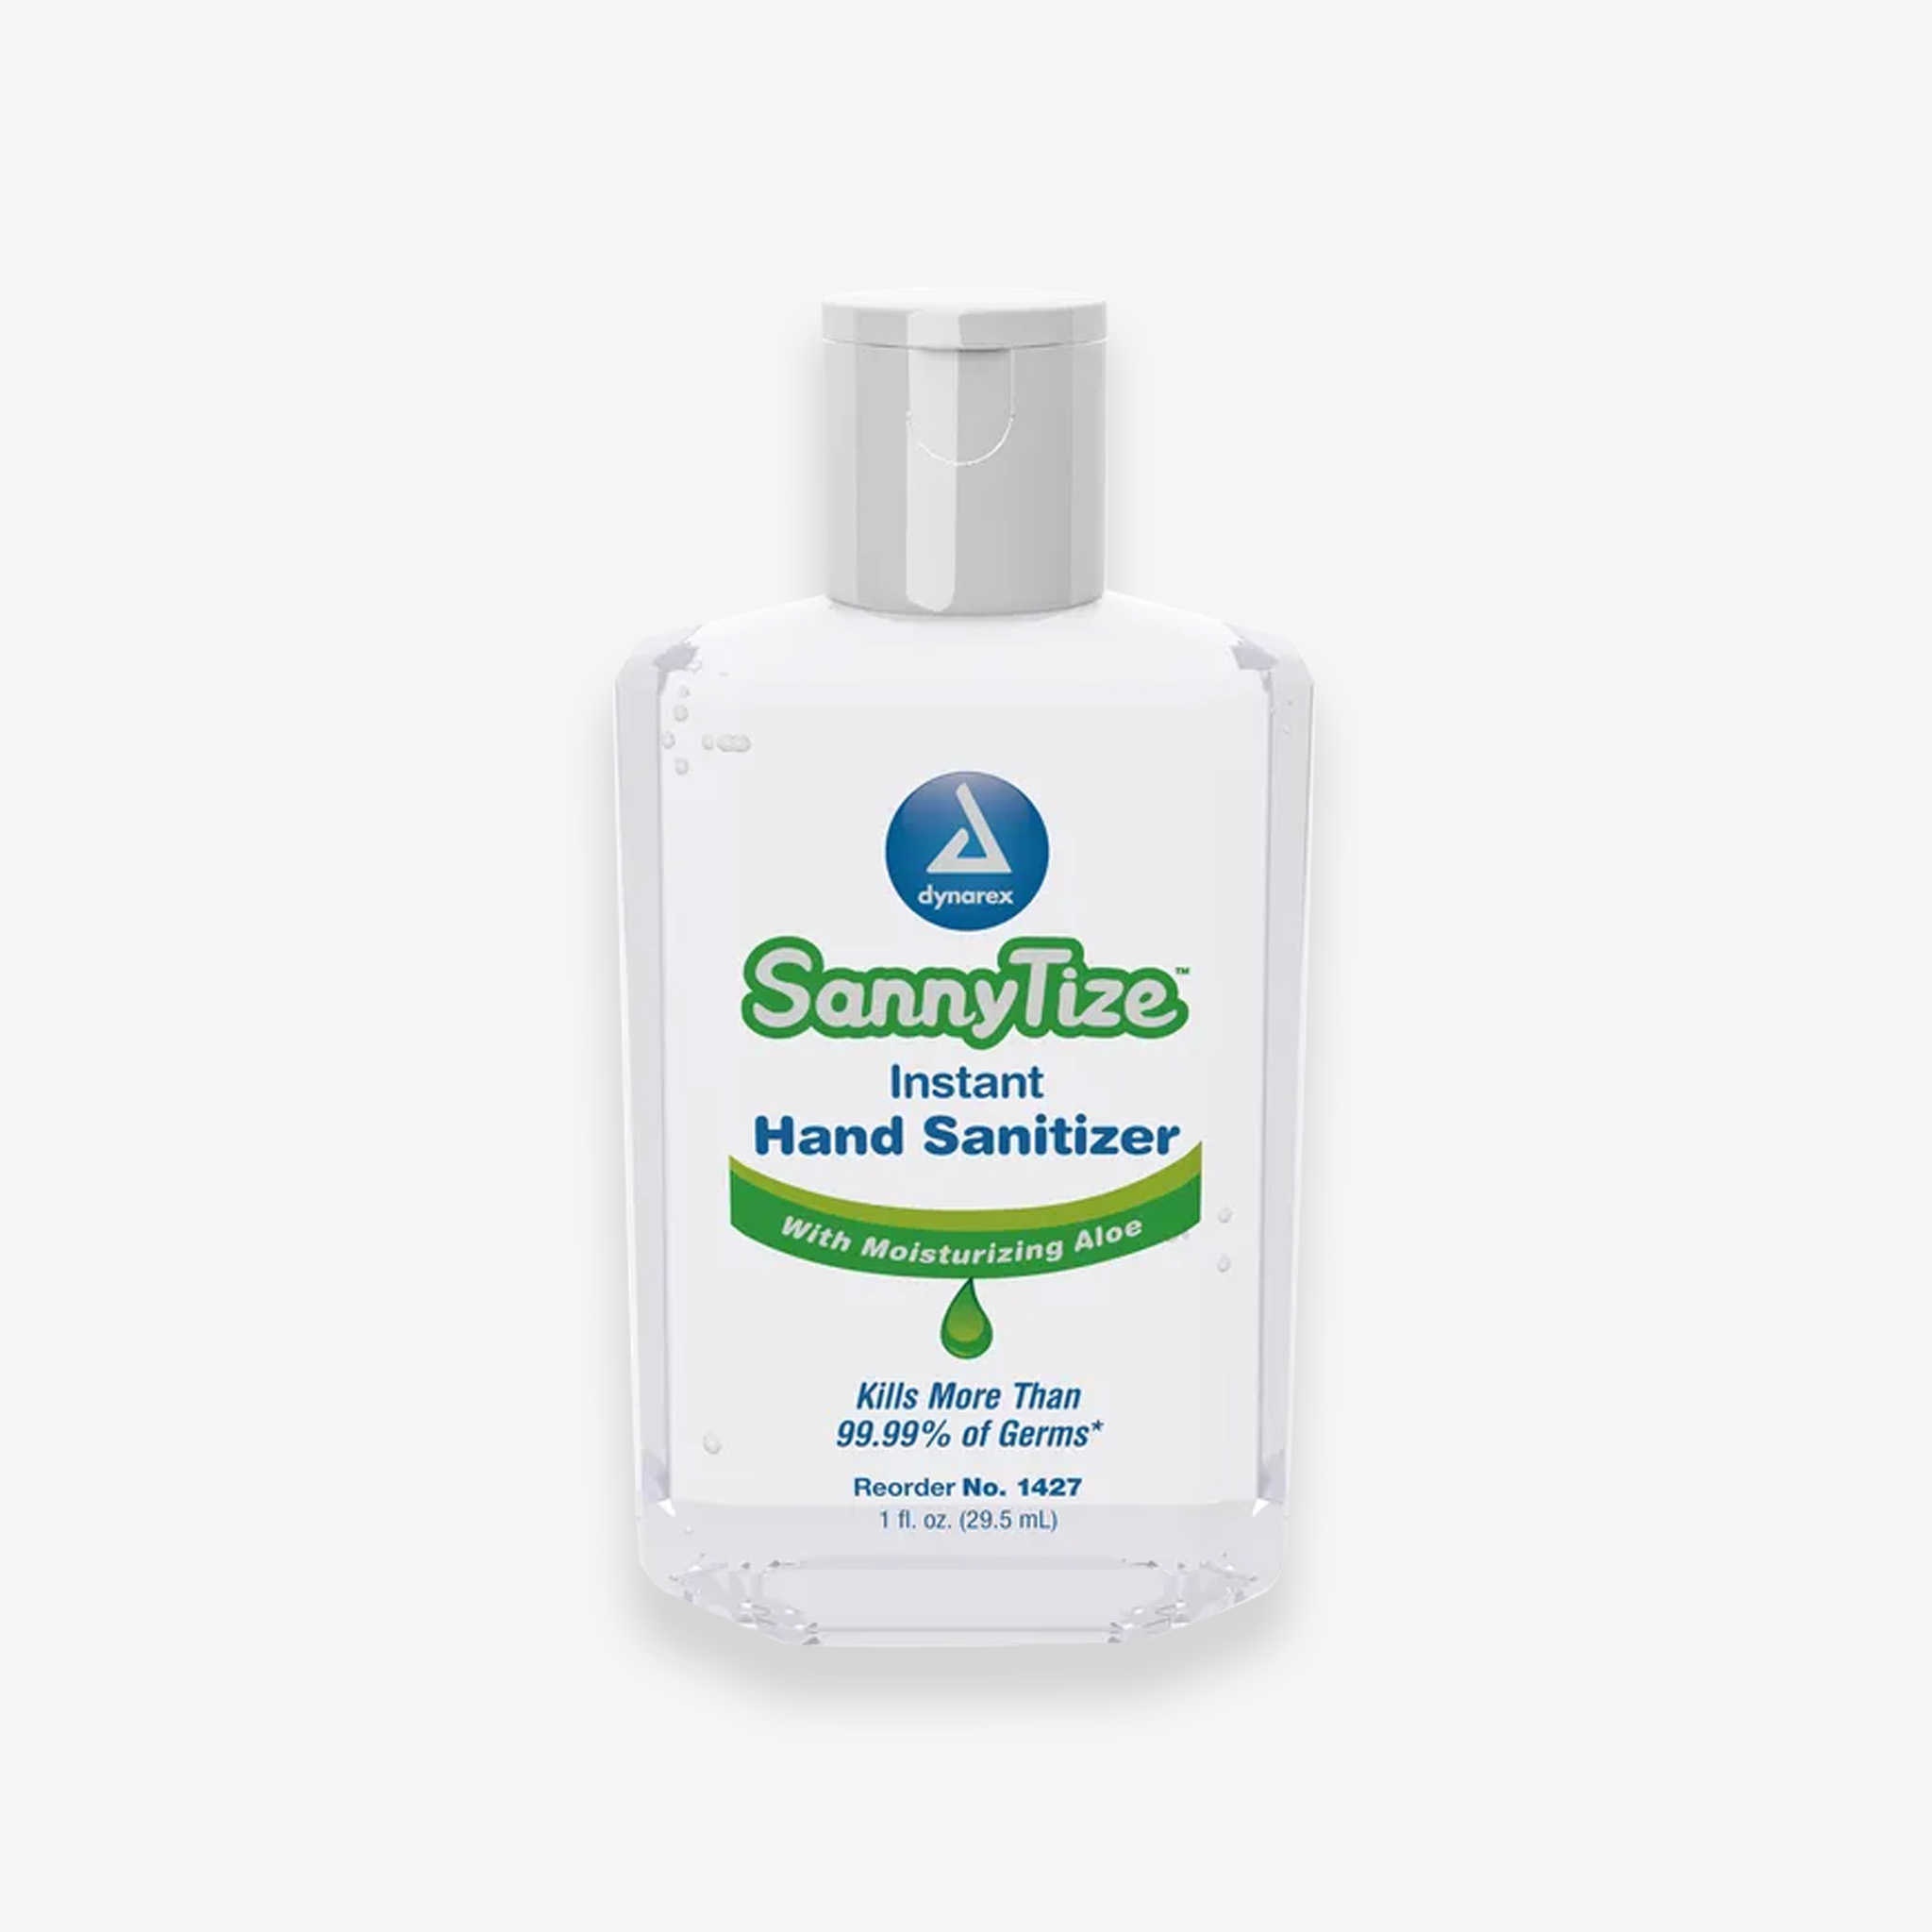 dynarex
SannyTize™
Instant
Hand Sanitizer
With Moisturizing Aloe
Kills More Than
99.99% of Germs*
Reorder No. 1427
1 fl. oz. (29.5 mL)